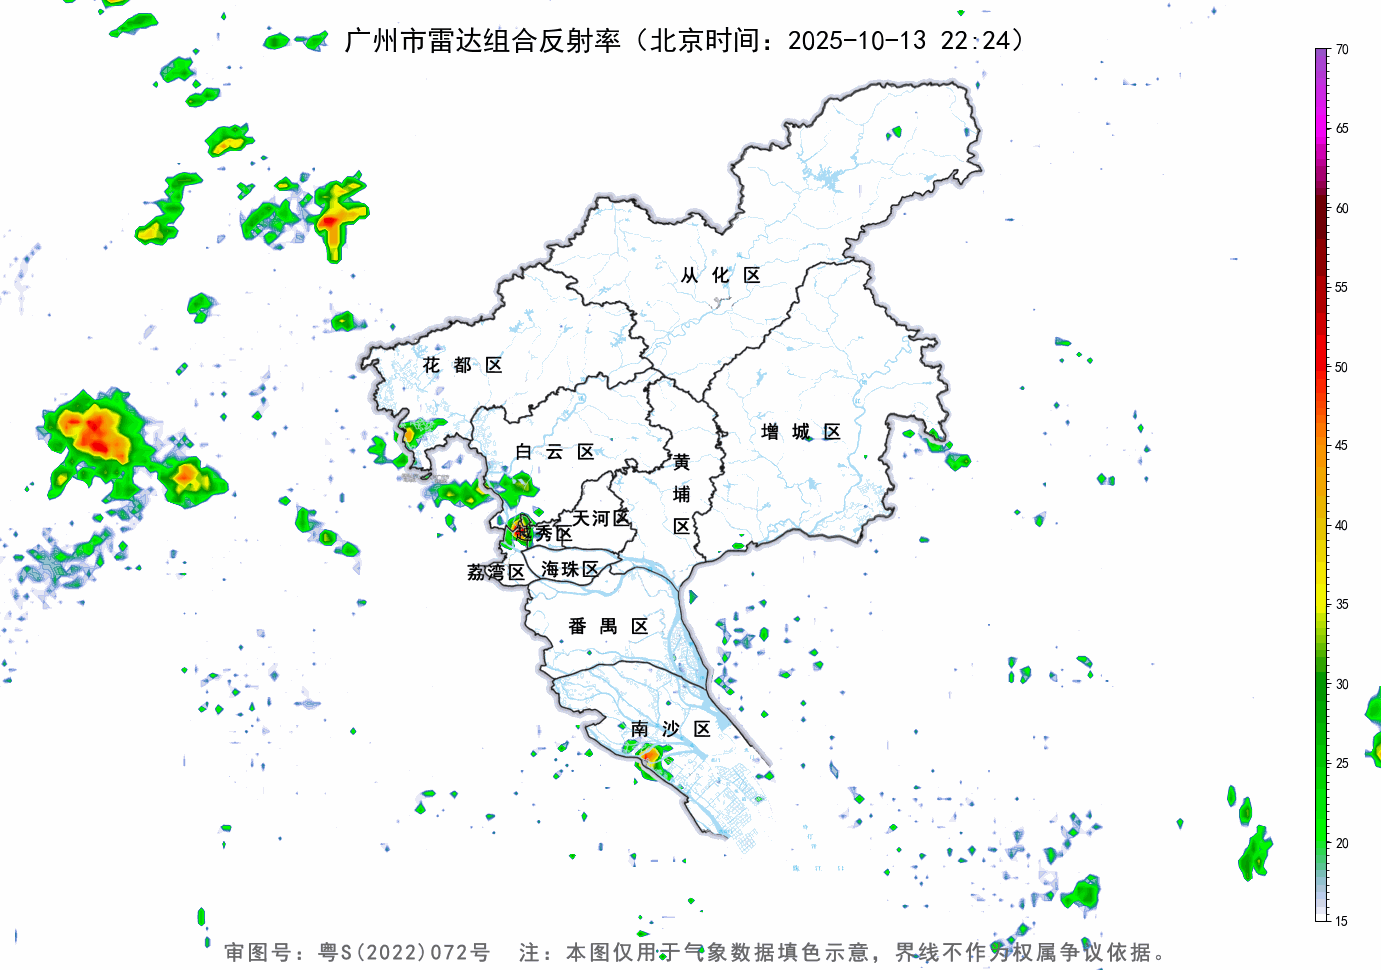 广州市雷达组合反射率（北京时间：2025-10-13 22:24）
70
65
60
55
50
45
40
35
30
25
20
15
从化区
花都区
增城区
白云区
黄埔区
天河区
越秀区
海珠区
荔湾区
番禺区
南沙区
审图号：粤S(2022)072号 注：本图仅用于气象数据填色示意，界线不作为权属争议依据。